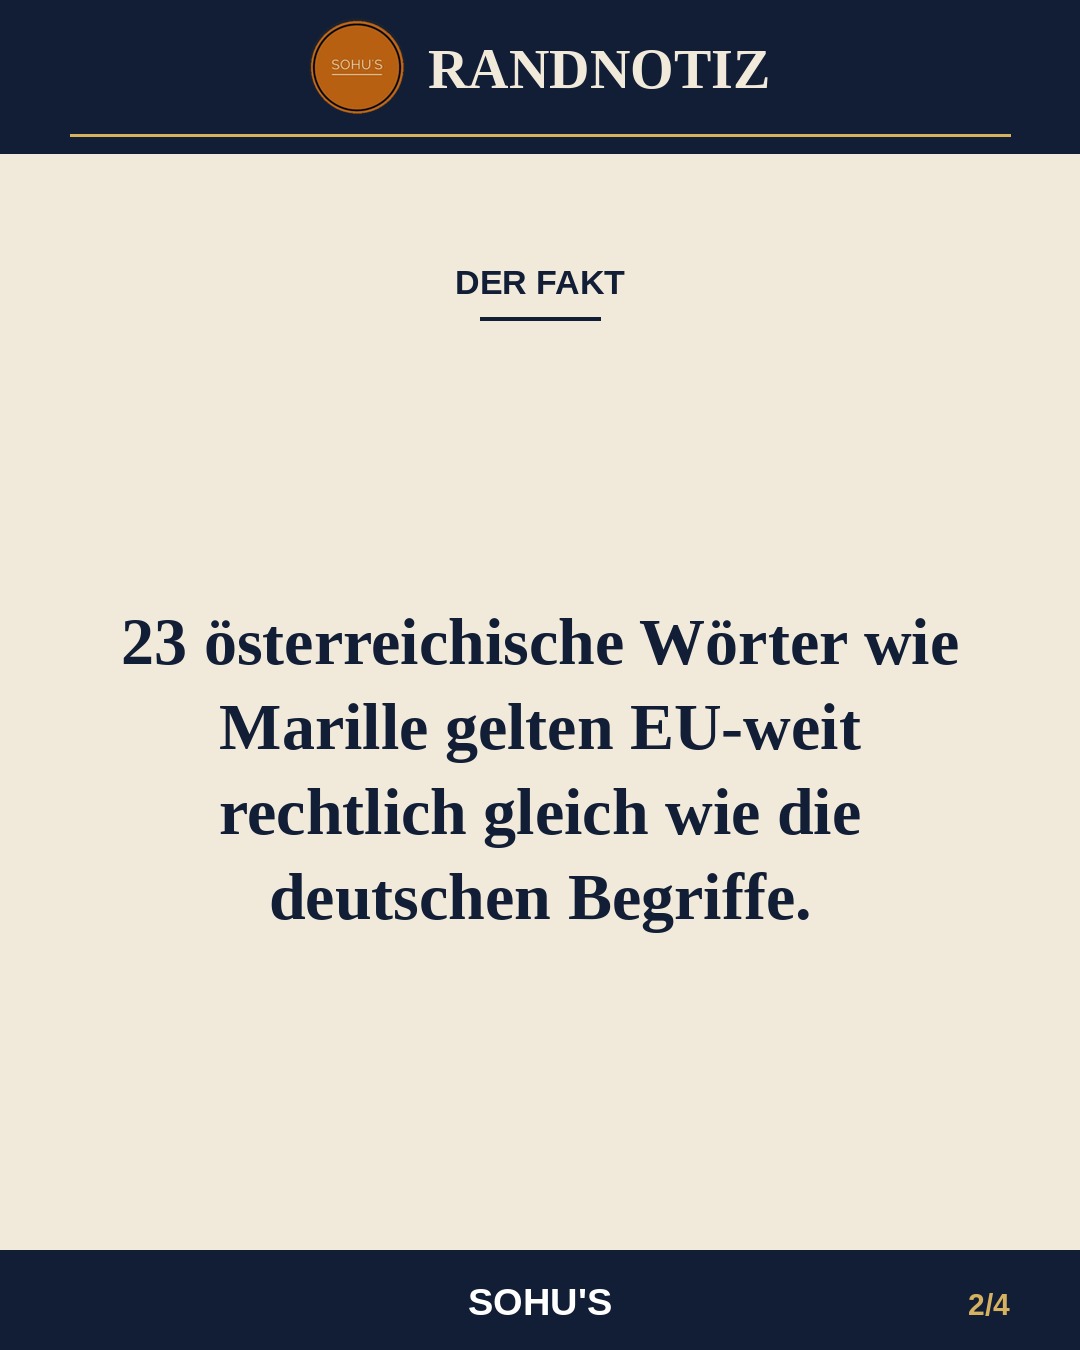 SOHU'S
RANDNOTIZ
DER FAKT
23 österreichische Wörter wie
Marille gelten EU-weit
rechtlich gleich wie die
deutschen Begriffe.
SOHU'S
2/4